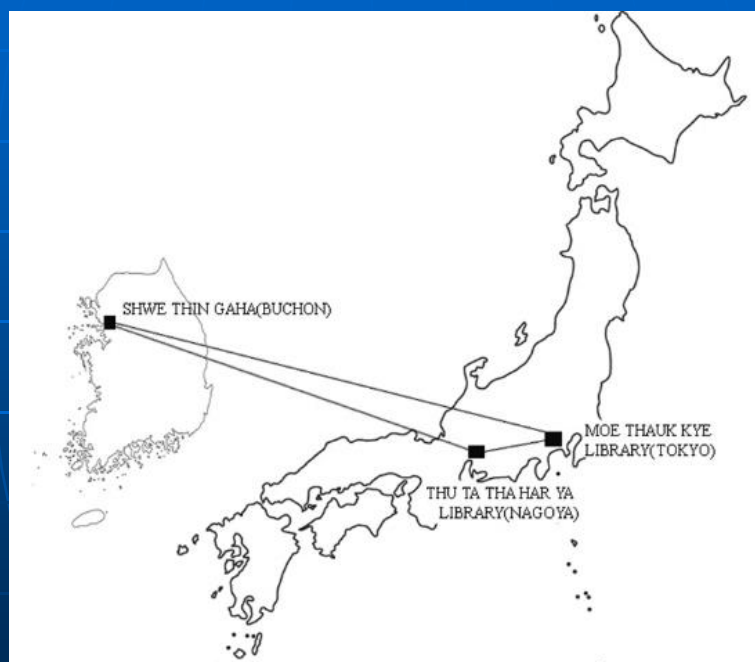 SHWE THIN GAHA(BUCHON)
MOE THAUK KYE
LIBRARY(TOKYO)
THU TA THA HAR YA
LIBRARY(NAGOYA)